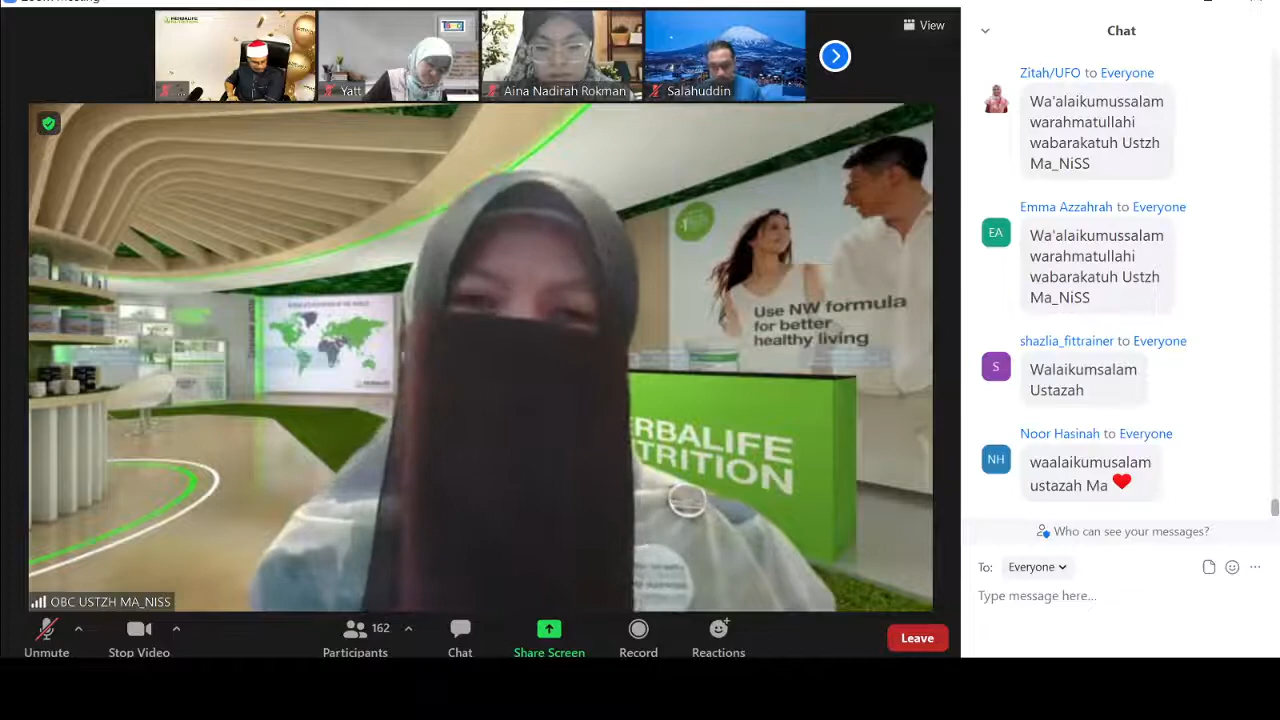 View
Yatt
Aina Nadirah Rokman
Salahuddin
Use NW formula
for better
healthy living
ERBALIFE
TRITION
OBC USTZH MA_NISS
Unmute
Stop Video
162
Participants
Chat
Share Screen
Record
Reactions
Leave
Chat
Zitah/UFO to Everyone
Wa'alaikumussalam
warahmatullahi
wabarakatuh Ustzh
Ma_NiSS
EA
Emma Azzahrah to Everyone
Wa'alaikumussalam
warahmatullahi
wabarakatuh Ustzh
Ma_NiSS
S
shazlia_fittrainer to Everyone
Walaikumsalam
Ustazah
NH
Noor Hasinah to Everyone
waalaikumusalam
ustazah Ma ❤
Who can see your messages?
To: Everyone
Type message here...